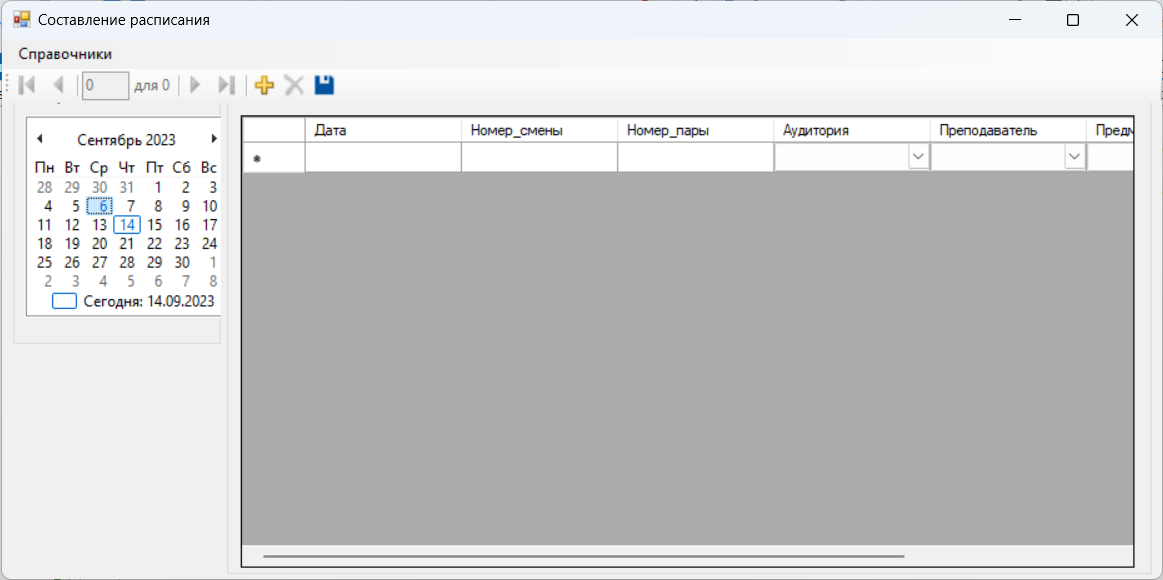 Составление расписания
Справочники
0 для 0
Сентябрь 2023
Пн Вт Ср Чт Пт Сб Вс
28 29 30 31 1 2 3
4 5 6 7 8 9 10
11 12 13 14 15 16 17
18 19 20 21 22 23 24
25 26 27 28 29 30 1
2 3 4 5 6 7 8
Сегодня: 14.09.2023
Дата Номер_смены Номер_пары Аудитория Преподаватель